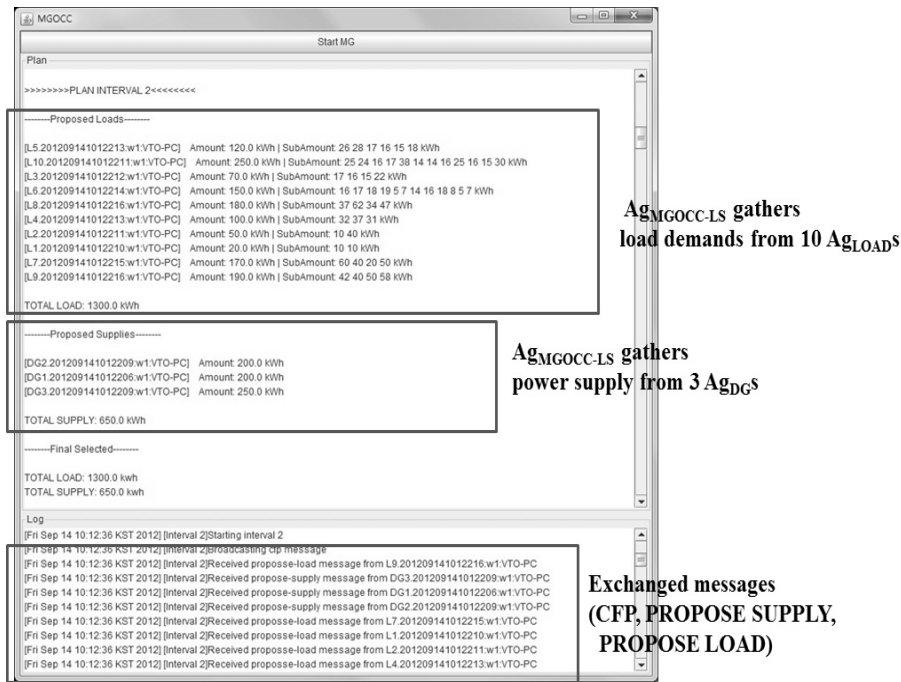 MGOCC
Start MG
Plan
>>>>>>>>PLAN INTERVAL 2<<<<<<<<
--------Proposed Loads--------
[L5.201209141012213:w1:VTO-PC] Amount: 120.0 kWh | SubAmount: 26 28 17 16 15 18 kWh
[L10.201209141012211:w1:VTO-PC] Amount: 250.0 kWh | SubAmount: 25 24 16 17 38 14 14 16 25 16 15 30 kWh
[L3.201209141012212:w1:VTO-PC] Amount: 70.0 kWh | SubAmount: 17 16 15 22 kWh
[L6.201209141012214:w1:VTO-PC] Amount: 150.0 kWh | SubAmount: 16 17 18 19 5 7 14 16 18 8 5 7 kWh
[L8.201209141012216:w1:VTO-PC] Amount: 180.0 kWh | SubAmount: 37 62 34 47 kWh
[L4.201209141012213:w1:VTO-PC] Amount: 100.0 kWh | SubAmount: 32 37 31 kWh
[L2.201209141012211:w1:VTO-PC] Amount: 50.0 kWh | SubAmount: 10 40 kWh
[L1.201209141012210:w1:VTO-PC] Amount: 20.0 kWh | SubAmount: 10 10 kWh
[L7.201209141012215:w1:VTO-PC] Amount: 170.0 kWh | SubAmount: 60 40 20 50 kWh
[L9.201209141012216:w1:VTO-PC] Amount: 190.0 kWh | SubAmount: 42 40 50 58 kWh
TOTAL LOAD: 1300.0 kWh
Ag_MGOCC-LS gathers
load demands from 10 Ag_LOADs
--------Proposed Supplies--------
[DG2.201209141012209:w1:VTO-PC] Amount: 200.0 kWh
[DG1.201209141012206:w1:VTO-PC] Amount: 200.0 kWh
[DG3.201209141012209:w1:VTO-PC] Amount: 250.0 kWh
TOTAL SUPPLY: 650.0 kWh
Ag_MGOCC-LS gathers
power supply from 3 Ag_DGs
--------Final Selected--------
TOTAL LOAD: 1300.0 kwh
TOTAL SUPPLY: 650.0 kwh
Log
[Fri Sep 14 10:12:36 KST 2012] [Interval 2]Starting interval 2
[Fri Sep 14 10:12:36 KST 2012] [Interval 2]Broadcasting cfp message
[Fri Sep 14 10:12:36 KST 2012] [Interval 2]Received proposse-load message from L9.201209141012216:w1:VTO-PC
[Fri Sep 14 10:12:36 KST 2012] [Interval 2]Received propose-supply message from DG3.201209141012209:w1:VTO-PC
[Fri Sep 14 10:12:36 KST 2012] [Interval 2]Received propose-supply message from DG1.201209141012206:w1:VTO-PC
[Fri Sep 14 10:12:36 KST 2012] [Interval 2]Received propose-supply message from DG2.201209141012209:w1:VTO-PC
[Fri Sep 14 10:12:36 KST 2012] [Interval 2]Received proposse-load message from L7.201209141012215:w1:VTO-PC
[Fri Sep 14 10:12:36 KST 2012] [Interval 2]Received proposse-load message from L1.201209141012210:w1:VTO-PC
[Fri Sep 14 10:12:36 KST 2012] [Interval 2]Received proposse-load message from L2.201209141012211:w1:VTO-PC
[Fri Sep 14 10:12:36 KST 2012] [Interval 2]Received proposse-load message from L4.201209141012213:w1:VTO-PC
Exchanged messages
(CFP, PROPOSE SUPPLY,
PROPOSE LOAD)